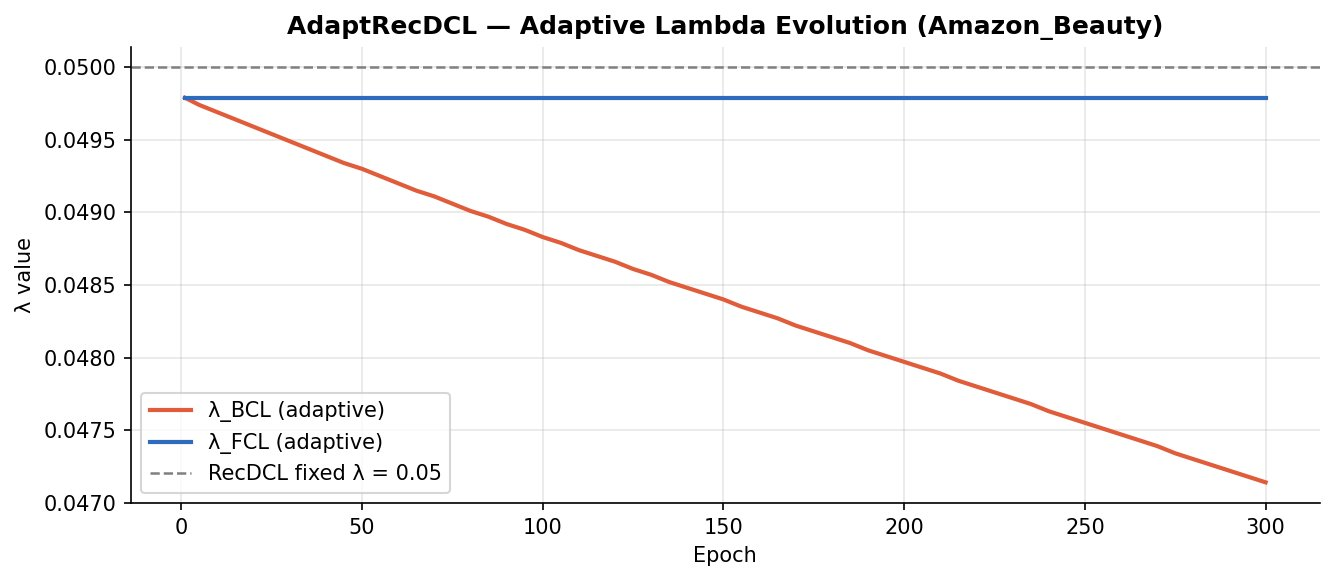 AdaptRecDCL — Adaptive Lambda Evolution (Amazon_Beauty)
λ value
0.0500
0.0495
0.0490
0.0485
0.0480
0.0475
0.0470
λ_BCL (adaptive)
λ_FCL (adaptive)
RecDCL fixed λ = 0.05
0 50 100 150 200 250 300
Epoch